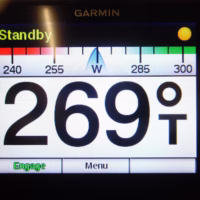 GARMIN
Standby
240 255 W 285 300
269°T
Engage Menu